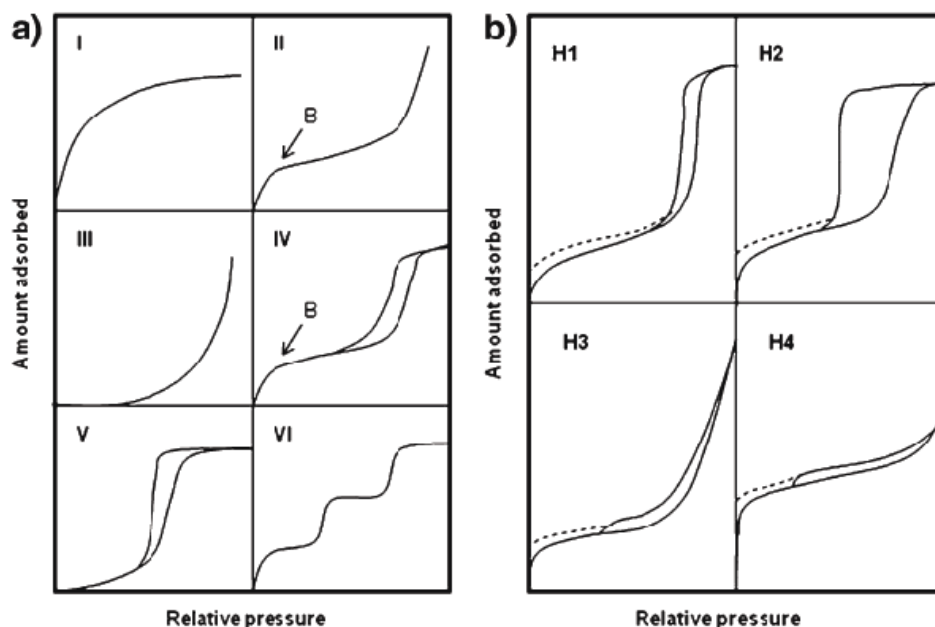 a)
I
II
B
III
IV
B
V
VI
Amount adsorbed
Relative pressure
b)
H1
H2
H3
H4
Amount adsorbed
Relative pressure